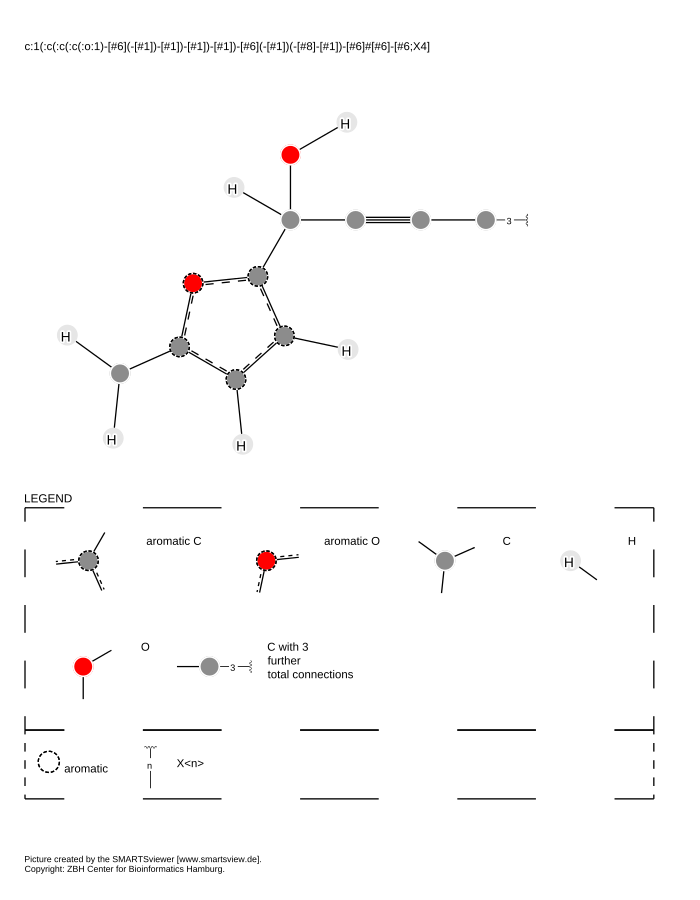 c:1(:c(:c(:c(:o:1)-[#6](-[#1])-[#1])-[#1])-[#1])-[#6](-[#1])(-[#8]-[#1])-[#6]#[#6]-[#6;X4]
H
H
3
H
H
H
H
LEGEND
aromatic C
aromatic O
C
H
H
O
3
C with 3
further
total connections
aromatic
n
X<n>
Picture created by the SMARTSviewer [www.smartsview.de].
Copyright: ZBH Center for Bioinformatics Hamburg.